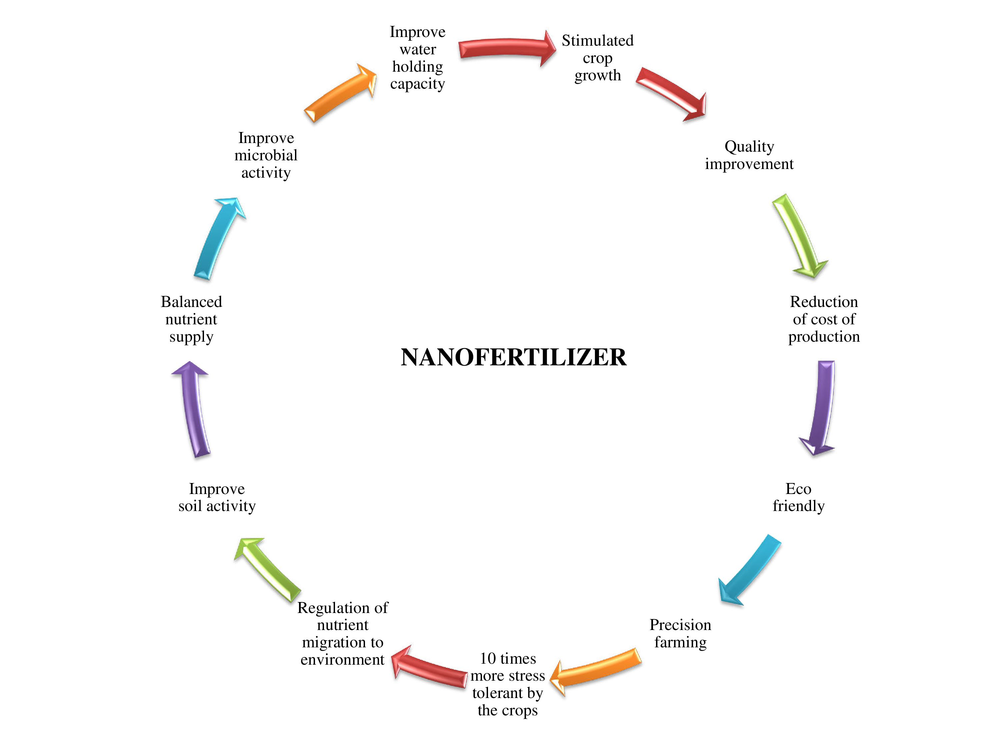 Improve
water
holding
capacity
Stimulated
crop
growth
Quality
improvement
Reduction
of cost of
production
Eco
friendly
Precision
farming
10 times
more stress
tolerant by
the crops
Regulation of
nutrient
migration to
environment
Improve
soil activity
Balanced
nutrient
supply
Improve
microbial
activity
NANOFERTILIZER